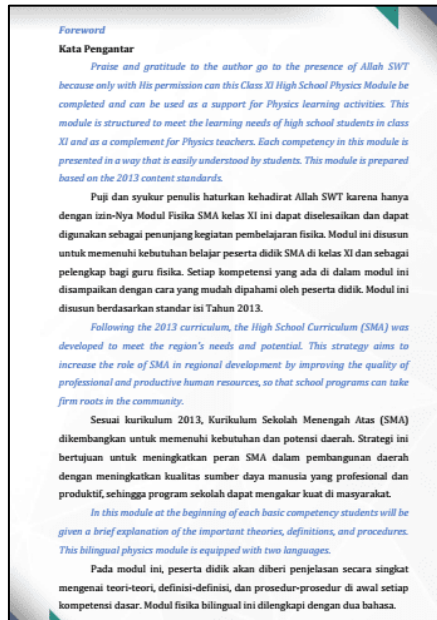 Foreword
Kata Pengantar
Praise and gratitude to the author go to the presence of Allah SWT
because only with His permission can this Class XI High School Physics Module be
completed and can be used as a support for Physics learning activities. This
module is structured to meet the learning needs of high school students in class
XI and as a complement for Physics teachers. Each competency in this module is
presented in a way that is easily understood by students. This module is prepared
based on the 2013 content standards.
Puji dan syukur penulis haturkan kehadirat Allah SWT karena hanya
dengan izin-Nya Modul Fisika SMA kelas XI ini dapat diselesaikan dan dapat
digunakan sebagai penunjang kegiatan pembelajaran fisika. Modul ini disusun
untuk memenuhi kebutuhan belajar peserta didik SMA di kelas XI dan sebagai
pelengkap bagi guru fisika. Setiap kompetensi yang ada di dalam modul ini
disampaikan dengan cara yang mudah dipahami oleh peserta didik. Modul ini
disusun berdasarkan standar isi Tahun 2013.
Following the 2013 curriculum, the High School Curriculum (SMA) was
developed to meet the region's needs and potential. This strategy aims to
increase the role of SMA in regional development by improving the quality of
professional and productive human resources, so that school programs can take
firm roots in the community.
Sesuai kurikulum 2013, Kurikulum Sekolah Menengah Atas (SMA)
dikembangkan untuk memenuhi kebutuhan dan potensi daerah. Strategi ini
bertujuan untuk meningkatkan peran SMA dalam pembangunan daerah
dengan meningkatkan kualitas sumber daya manusia yang profesional dan
produktif, sehingga program sekolah dapat mengakar kuat di masyarakat.
In this module at the beginning of each basic competency students will be
given a brief explanation of the important theories, definitions, and procedures.
This bilingual physics module is equipped with two languages.
Pada modul ini, peserta didik akan diberi penjelasan secara singkat
mengenai teori-teori, definisi-definisi, dan prosedur-prosedur di awal setiap
kompetensi dasar. Modul fisika bilingual ini dilengkapi dengan dua bahasa.